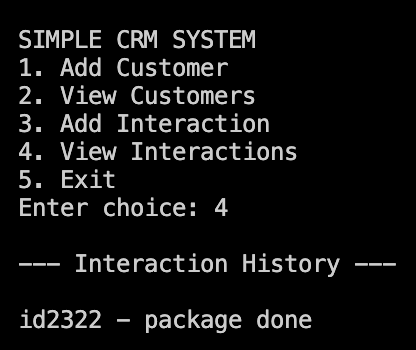 SIMPLE CRM SYSTEM
1. Add Customer
2. View Customers
3. Add Interaction
4. View Interactions
5. Exit
Enter choice: 4
--- Interaction History ---
id2322 - package done